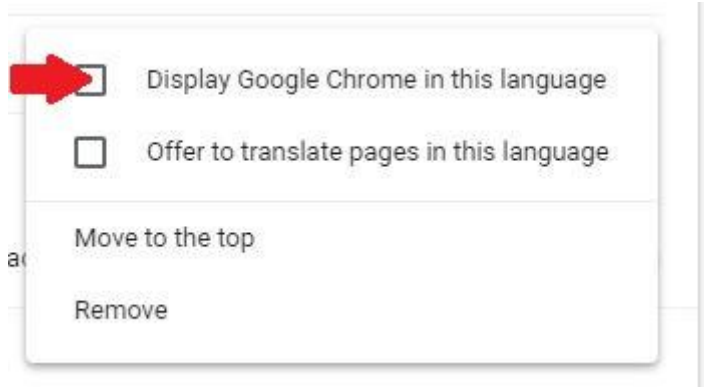 Display Google Chrome in this language
Offer to translate pages in this language
Move to the top
Remove